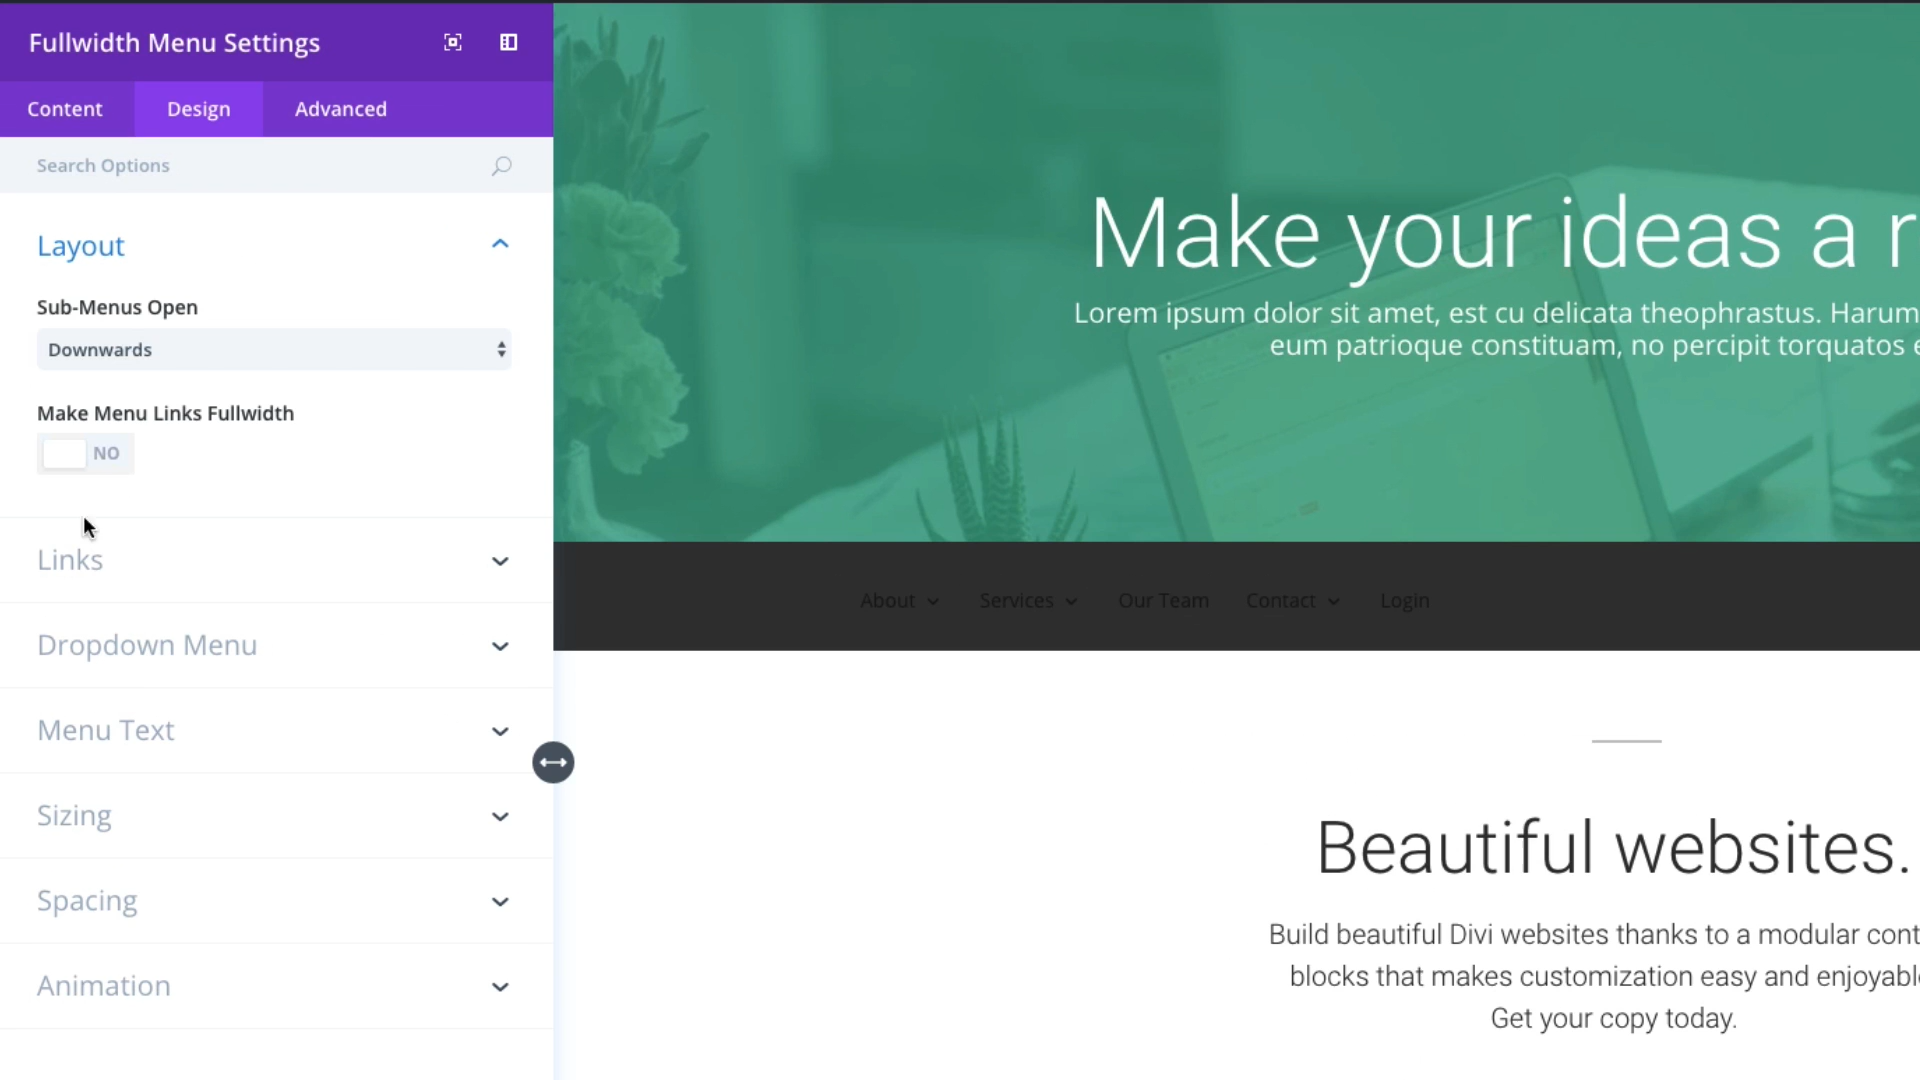 Fullwidth Menu Settings
Content
Design
Advanced
Search Options
Layout
Sub-Menus Open
Downwards
Make Menu Links Fullwidth
NO
Links
Dropdown Menu
Menu Text
Sizing
Spacing
Animation
Make your ideas a r
Lorem ipsum dolor sit amet, est cu delicata theophrastus. Harum
eum patrioque constituam, no percipit torquatos e
About
Services
Our Team
Contact
Login
Beautiful websites.
Build beautiful Divi websites thanks to a modular cont
blocks that makes customization easy and enjoyable
Get your copy today.